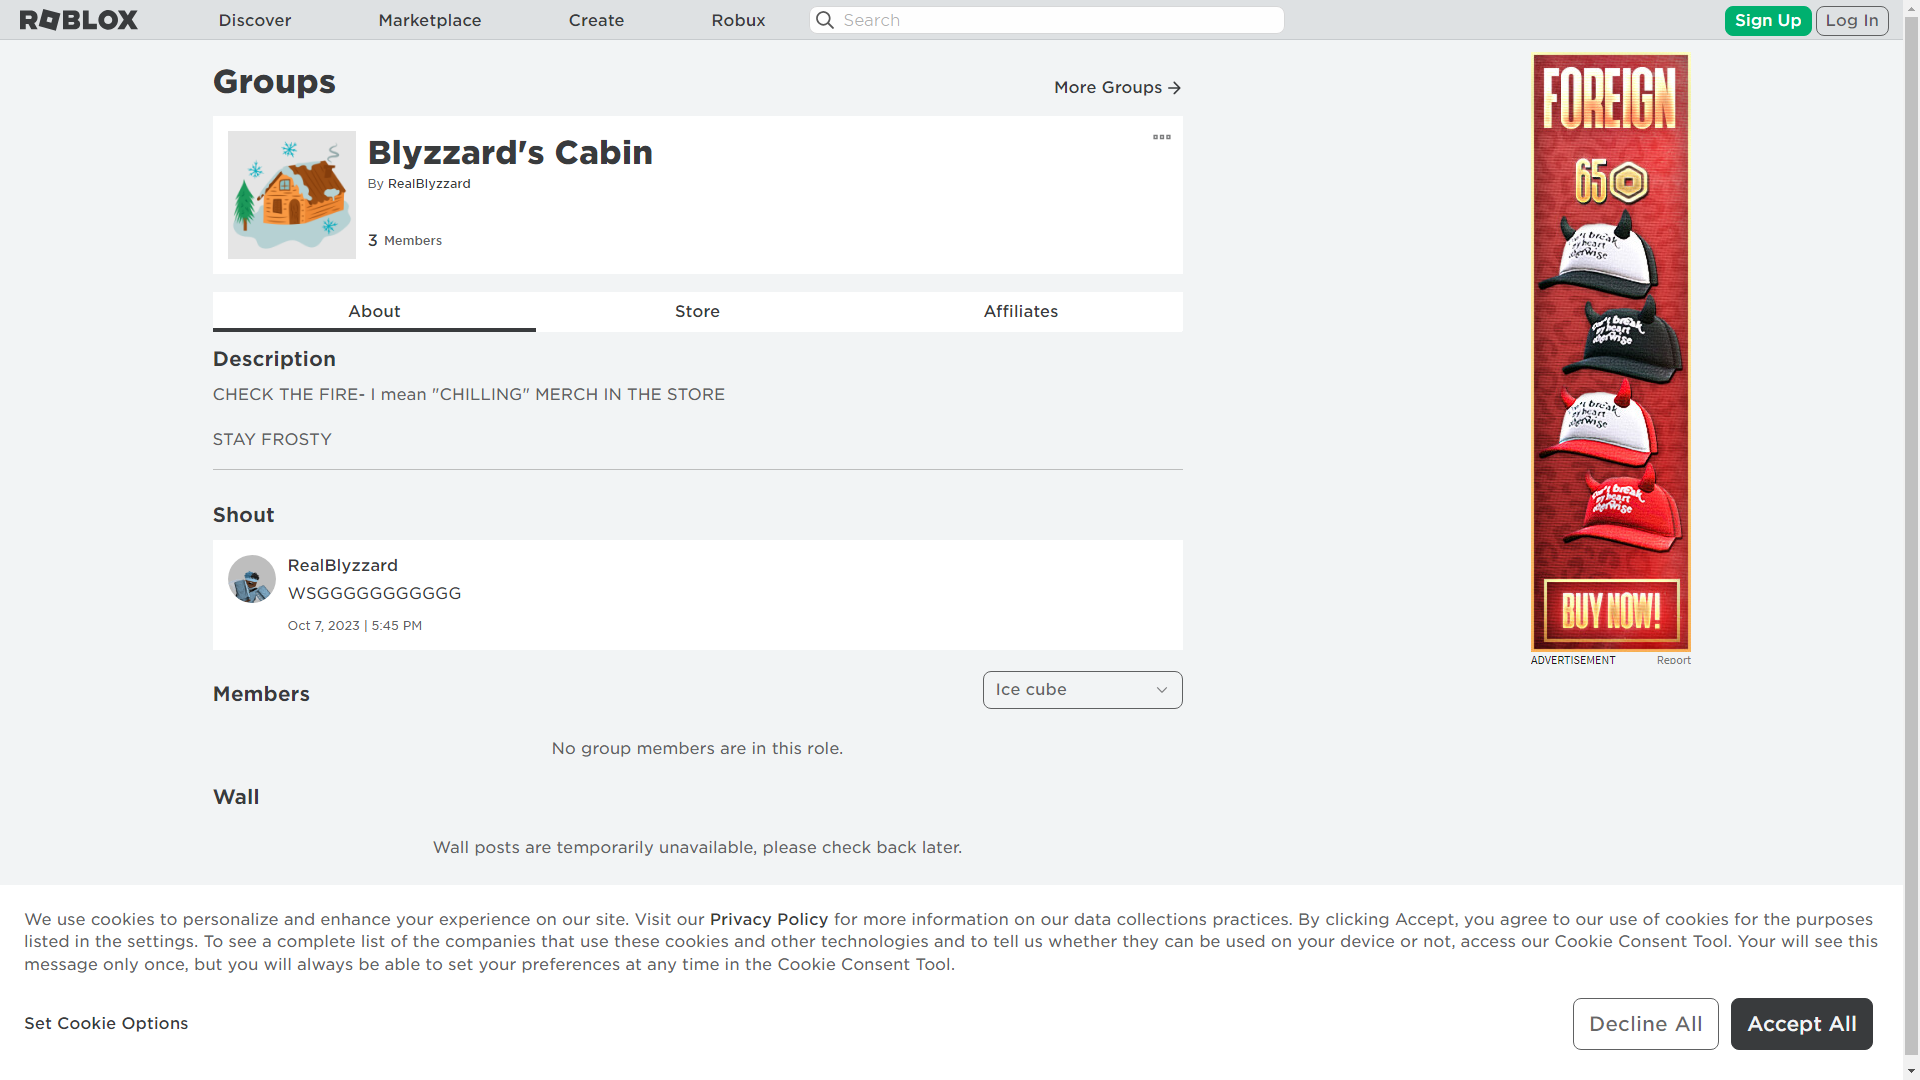 ROBLOX
Discover
Marketplace
Create
Robux
Search
Sign Up
Log In
Groups
More Groups
Blyzzard's Cabin
By RealBlyzzard
3 Members
About
Store
Affiliates
Description
CHECK THE FIRE- I mean "CHILLING" MERCH IN THE STORE
STAY FROSTY
Shout
RealBlyzzard
WSGGGGGGGGGGG
Oct 7, 2023 | 5:45 PM
Members
Ice cube
No group members are in this role.
Wall
Wall posts are temporarily unavailable, please check back later.
FOREIGN
65
BUY NOW!
ADVERTISEMENT
Report
We use cookies to personalize and enhance your experience on our site. Visit our Privacy Policy for more information on our data collections practices. By clicking Accept, you agree to our use of cookies for the purposes
listed in the settings. To see a complete list of the companies that use these cookies and other technologies and to tell us whether they can be used on your device or not, access our Cookie Consent Tool. Your will see this
message only once, but you will always be able to set your preferences at any time in the Cookie Consent Tool.
Set Cookie Options
Decline All
Accept All